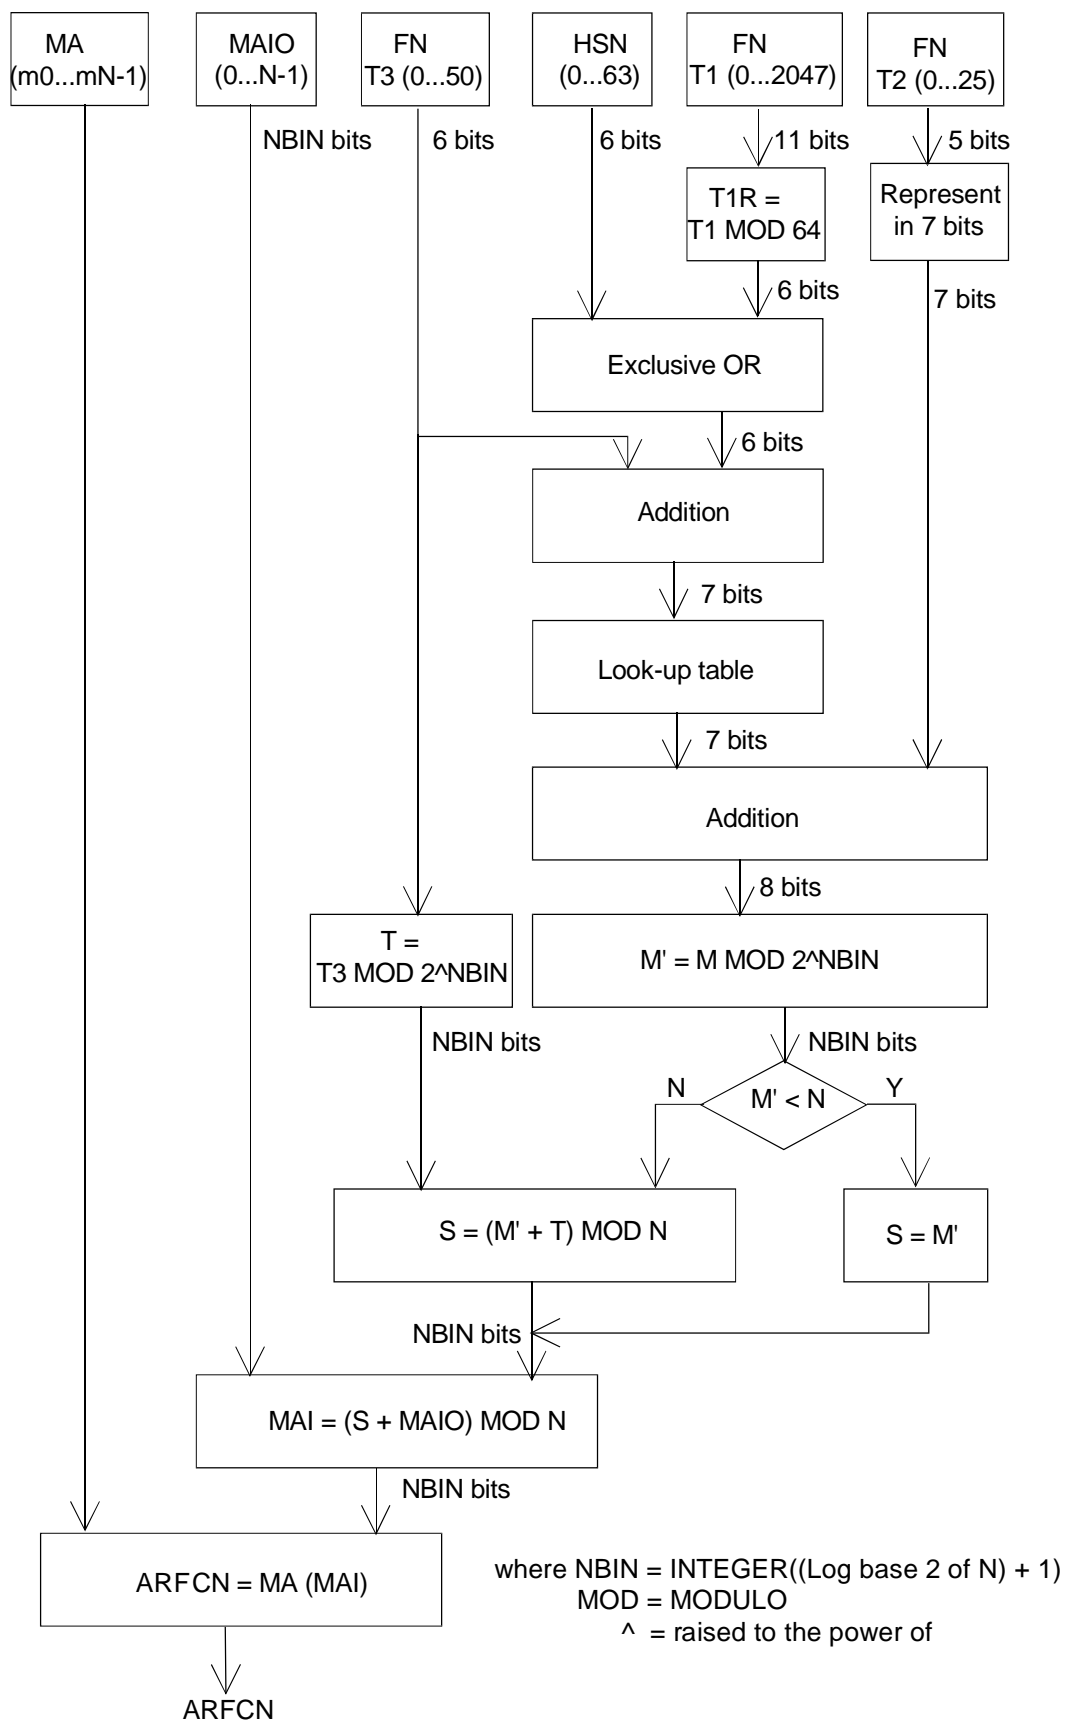 MA
(m0...mN-1)
MAIO
(0...N-1)
FN
T3 (0...50)
HSN
(0...63)
FN
T1 (0...2047)
FN
T2 (0...25)
NBIN bits
6 bits
6 bits
11 bits
5 bits
T1R =
T1 MOD 64
Represent
in 7 bits
6 bits
7 bits
Exclusive OR
6 bits
Addition
7 bits
Look-up table
7 bits
Addition
8 bits
T =
T3 MOD 2^NBIN
M' = M MOD 2^NBIN
NBIN bits
NBIN bits
N
M' < N
Y
S = (M' + T) MOD N
S = M'
NBIN bits
MAI = (S + MAIO) MOD N
NBIN bits
ARFCN = MA (MAI)
where NBIN = INTEGER((Log base 2 of N) + 1)
MOD = MODULO
^ = raised to the power of
ARFCN